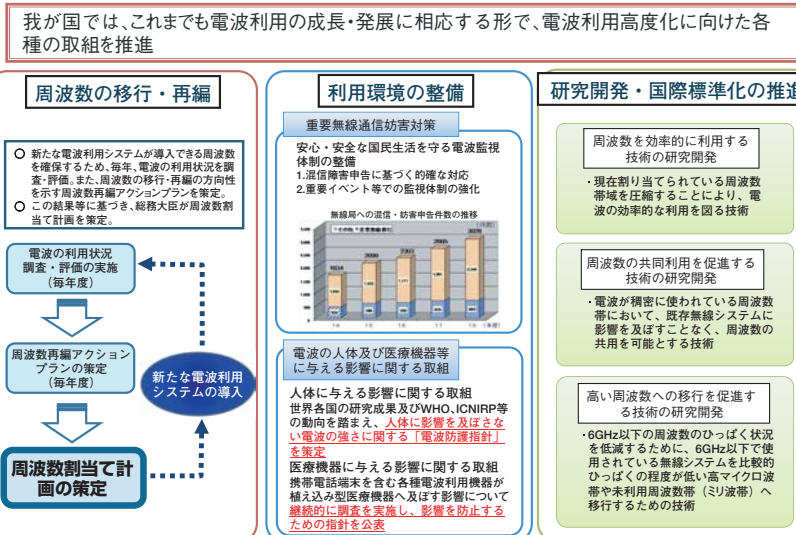 我が国では、これまでも電波利用の成長・発展に相応する形で、電波利用高度化に向けた各
種の取組を推進
周波数の移行・再編
○ 新たな電波利用システムが導入できる周波数
を確保するため、毎年、電波の利用状況を調
査・評価。また、周波数の移行・再編の方向性
を示す周波数再編アクションプランを策定。
○ この結果等に基づき、総務大臣が周波数割
当て計画を策定。
電波の利用状況
調査・評価の実施
(毎年度)
周波数再編アクション
プランの策定
(毎年度)
新たな電波利用
システムの導入
周波数割当て計
画の策定
利用環境の整備
重要無線通信妨害対策
安心・安全な国民生活を守る電波監視
体制の整備
1.混信障害申告に基づく的確な対応
2.重要イベント等での監視体制の強化
無線局への混信・妨害申告件数の推移
14 15 16 17 18 (年度)
電波の人体及び医療機器等
に与える影響に関する取組
人体に与える影響に関する取組
世界各国の研究成果及びWHO、ICNIRP等
の動向を踏まえ、人体に影響を及ぼさな
い電波の強さに関する「電波防護指針」
を策定
医療機器に与える影響に関する取組
携帯電話端末を含む各種電波利用機器が
植え込み型医療機器へ及ぼす影響について
継続的に調査を実施し、影響を防止する
ための指針を公表
研究開発・国際標準化の推進
周波数を効率的に利用する
技術の研究開発
・現在割り当てられている周波数
帯域を圧縮することにより、電
波の効率的な利用を図る技術
周波数の共同利用を促進する
技術の研究開発
・電波が稠密に使われている周波数
帯において、既存無線システムに
影響を及ぼすことなく、周波数の
共用を可能とする技術
高い周波数への移行を促進す
る技術の研究開発
・6GHz以下の周波数のひっぱく状況
を低減するために、6GHz以下で使
用されている無線システムを比較的
ひっぱくの程度が低い高マイクロ波
帯や未利用周波数帯（ミリ波帯）へ
移行するための技術